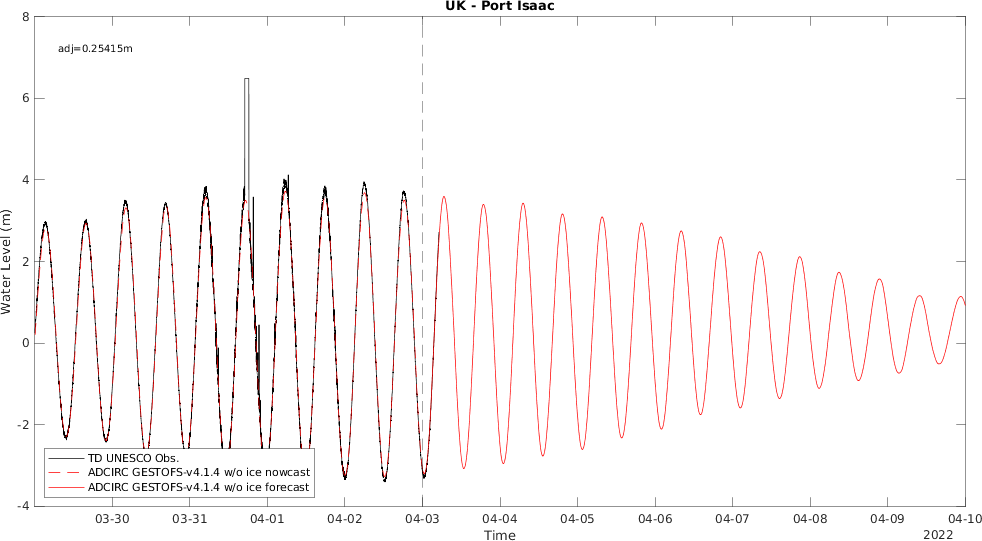 UK - Port Isaac
8
adj=0.25415m
6
4
2
0
-2
-4
Water Level (m)
TD UNESCO Obs.
ADCIRC GESTOFS-v4.1.4 w/o ice nowcast
ADCIRC GESTOFS-v4.1.4 w/o ice forecast
03-30 03-31 04-01 04-02 04-03 04-04 04-05 04-06 04-07 04-08 04-09 04-10
Time
2022